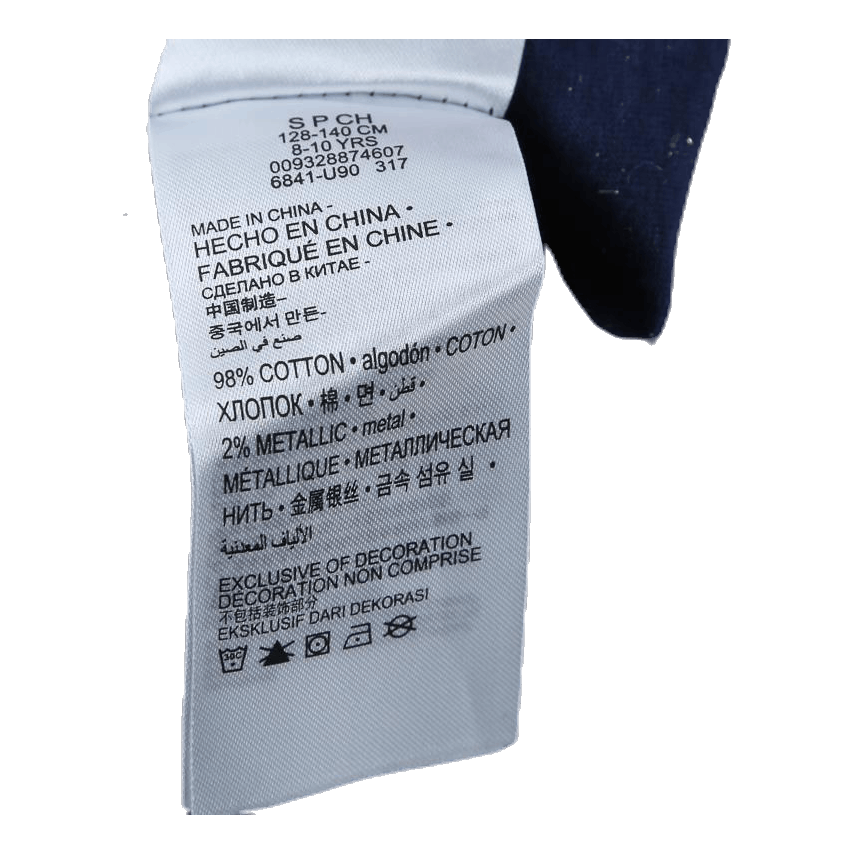 S P CH
128-140 CM
8-10 YRS
009328874607
6841-U90 317
MADE IN CHINA -
HECHO EN CHINA •
FABRIQUÉ EN CHINE •
СДЕЛАНО В КИТАЕ -
中国制造–
중국에서 만든-
صنع في الصين
98% COTTON • algodón • COTON •
ХЛОПОК • 棉 • 면 • قطن •
2% METALLIC • metal •
MÉTALLIQUE • МЕТАЛЛИЧЕСКАЯ
НИТЬ • 金属银丝 • 금속 섬유 실 •
الألياف المعدنية
EXCLUSIVE OF DECORATION
DÉCORATION NON COMPRISE
不包括装饰部分
EKSKLUSIF DARI DEKORASI
30C